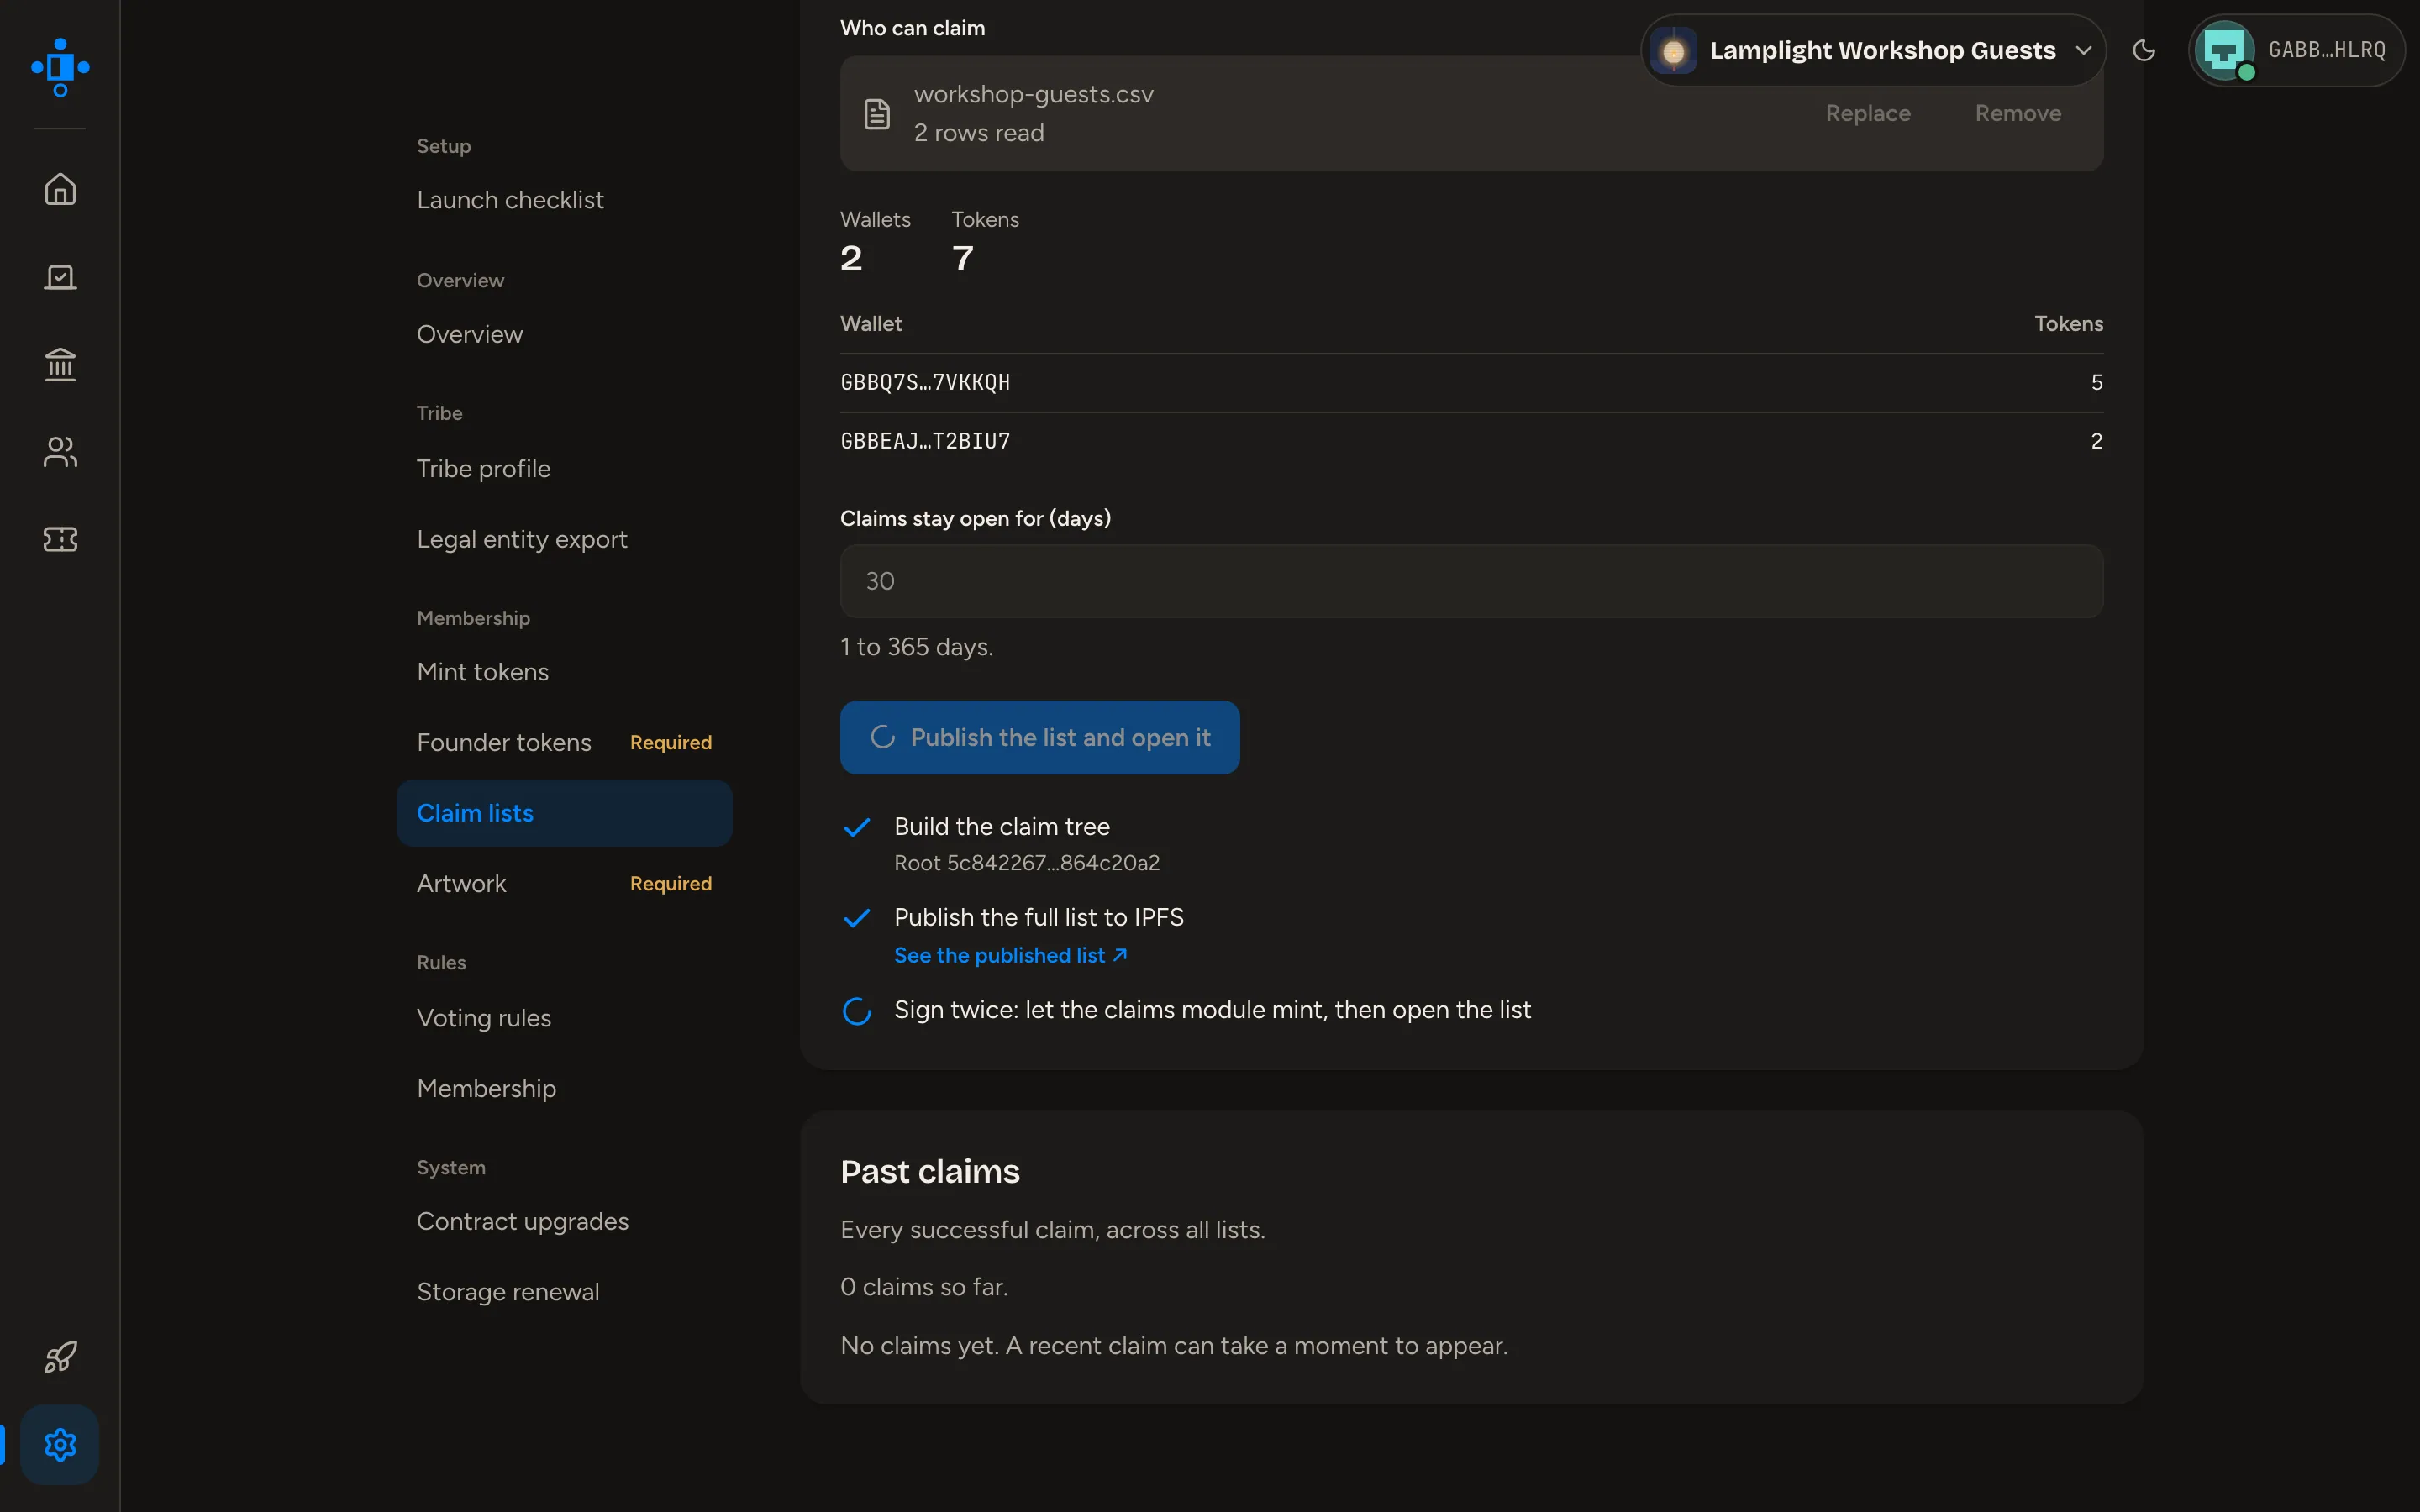 Who can claim
Lamplight Workshop Guests
GABB…HLRQ
workshop-guests.csv
2 rows read
Replace
Remove
Setup
Launch checklist
Overview
Overview
Tribe
Tribe profile
Legal entity export
Membership
Mint tokens
Founder tokens Required
Claim lists
Artwork Required
Rules
Voting rules
Membership
System
Contract upgrades
Storage renewal
Wallets Tokens
2 7
Wallet Tokens
GBBQ7S…7VKKQH 5
GBBEAJ…T2BIU7 2
Claims stay open for (days)
30
1 to 365 days.
Publish the list and open it
Build the claim tree
Root 5c842267…864c20a2
Publish the full list to IPFS
See the published list ↗
Sign twice: let the claims module mint, then open the list
Past claims
Every successful claim, across all lists.
0 claims so far.
No claims yet. A recent claim can take a moment to appear.